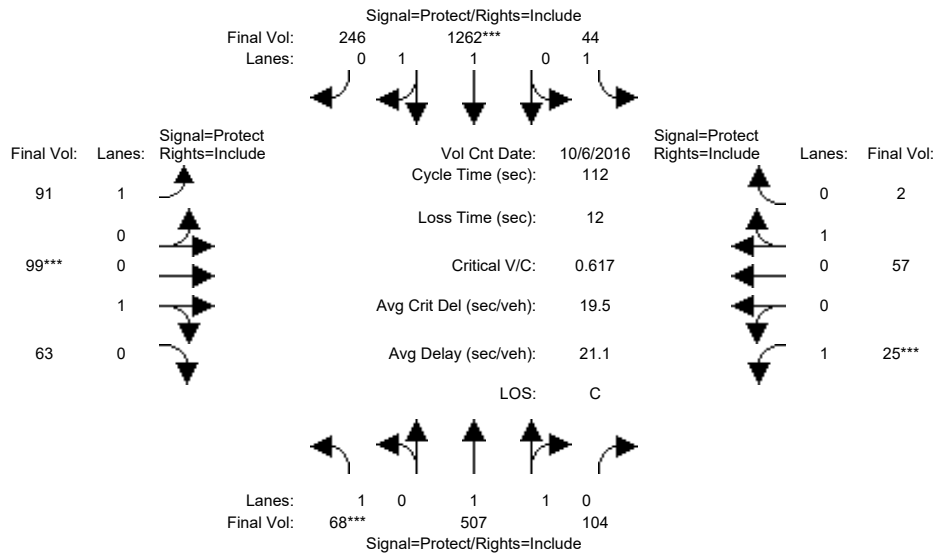 Signal=Protect/Rights=Include
Final Vol: 246 1262*** 44
Lanes: 0 1 1 0 1
Signal=Protect
Final Vol: Lanes: Rights=Include
Vol Cnt Date: 10/6/2016
Signal=Protect
Rights=Include Lanes: Final Vol:
Cycle Time (sec): 112
91 1
0 2
Loss Time (sec): 12
0
1
99*** 0
Critical V/C: 0.617
0 57
1
Avg Crit Del (sec/veh): 19.5
0
63 0
Avg Delay (sec/veh): 21.1
1 25***
LOS: C
Lanes: 1 0 1 1 0
Final Vol: 68*** 507 104
Signal=Protect/Rights=Include